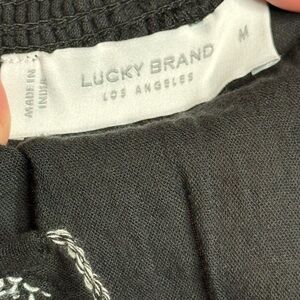 MADE IN
INDIA
LUCKY BRAND
LOS ANGELES
M